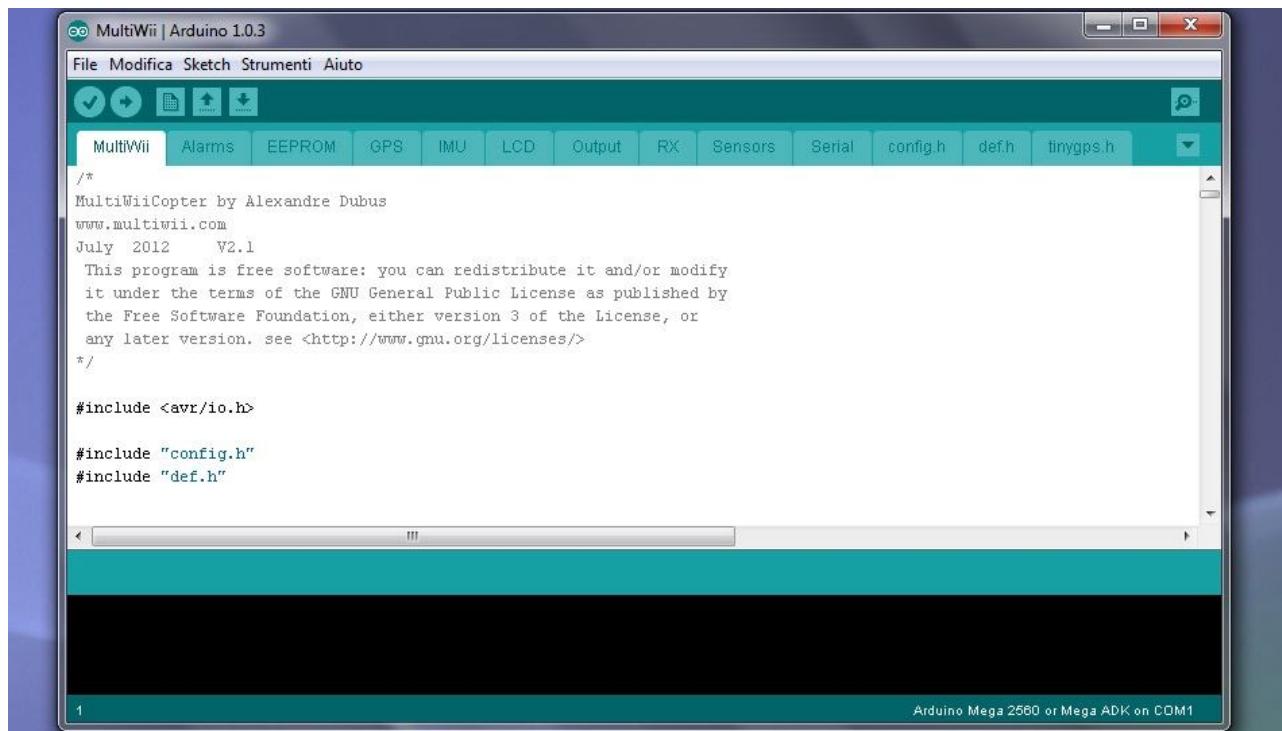 MultiWii | Arduino 1.0.3
File Modifica Sketch Strumenti Aiuto
MultiWii Alarms EEPROM GPS IMU LCD Output RX Sensors Serial config.h def.h tinygps.h
/*
MultiWiiCopter by Alexandre Dubus
www.multiwii.com
July 2012 V2.1
This program is free software: you can redistribute it and/or modify
it under the terms of the GNU General Public License as published by
the Free Software Foundation, either version 3 of the License, or
any later version. see <http://www.gnu.org/licenses/>
*/
#include <avr/io.h>
#include "config.h"
#include "def.h"
1 Arduino Mega 2560 or Mega ADK on COM1